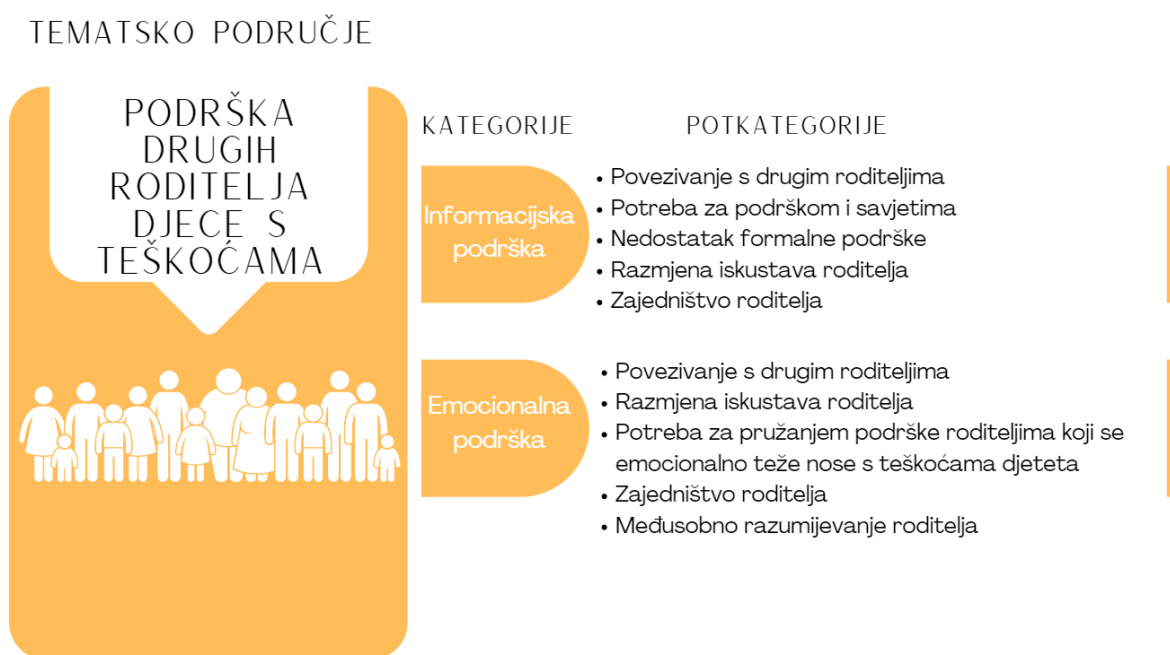 TEMATSKO PODRUČJE
PODRŠKA
DRUGIH
RODITELJA
DJECE S
TEŠKOĆAMA
KATEGORIJE
POTKATEGORIJE
Informacijska
podrška
• Povezivanje s drugim roditeljima
• Potreba za podrškom i savjetima
• Nedostatak formalne podrške
• Razmjena iskustava roditelja
• Zajedništvo roditelja
Emocionalna
podrška
• Povezivanje s drugim roditeljima
• Razmjena iskustava roditelja
• Potreba za pružanjem podrške roditeljima koji se
emocionalno teže nose s teškoćama djeteta
• Zajedništvo roditelja
• Međusobno razumijevanje roditelja